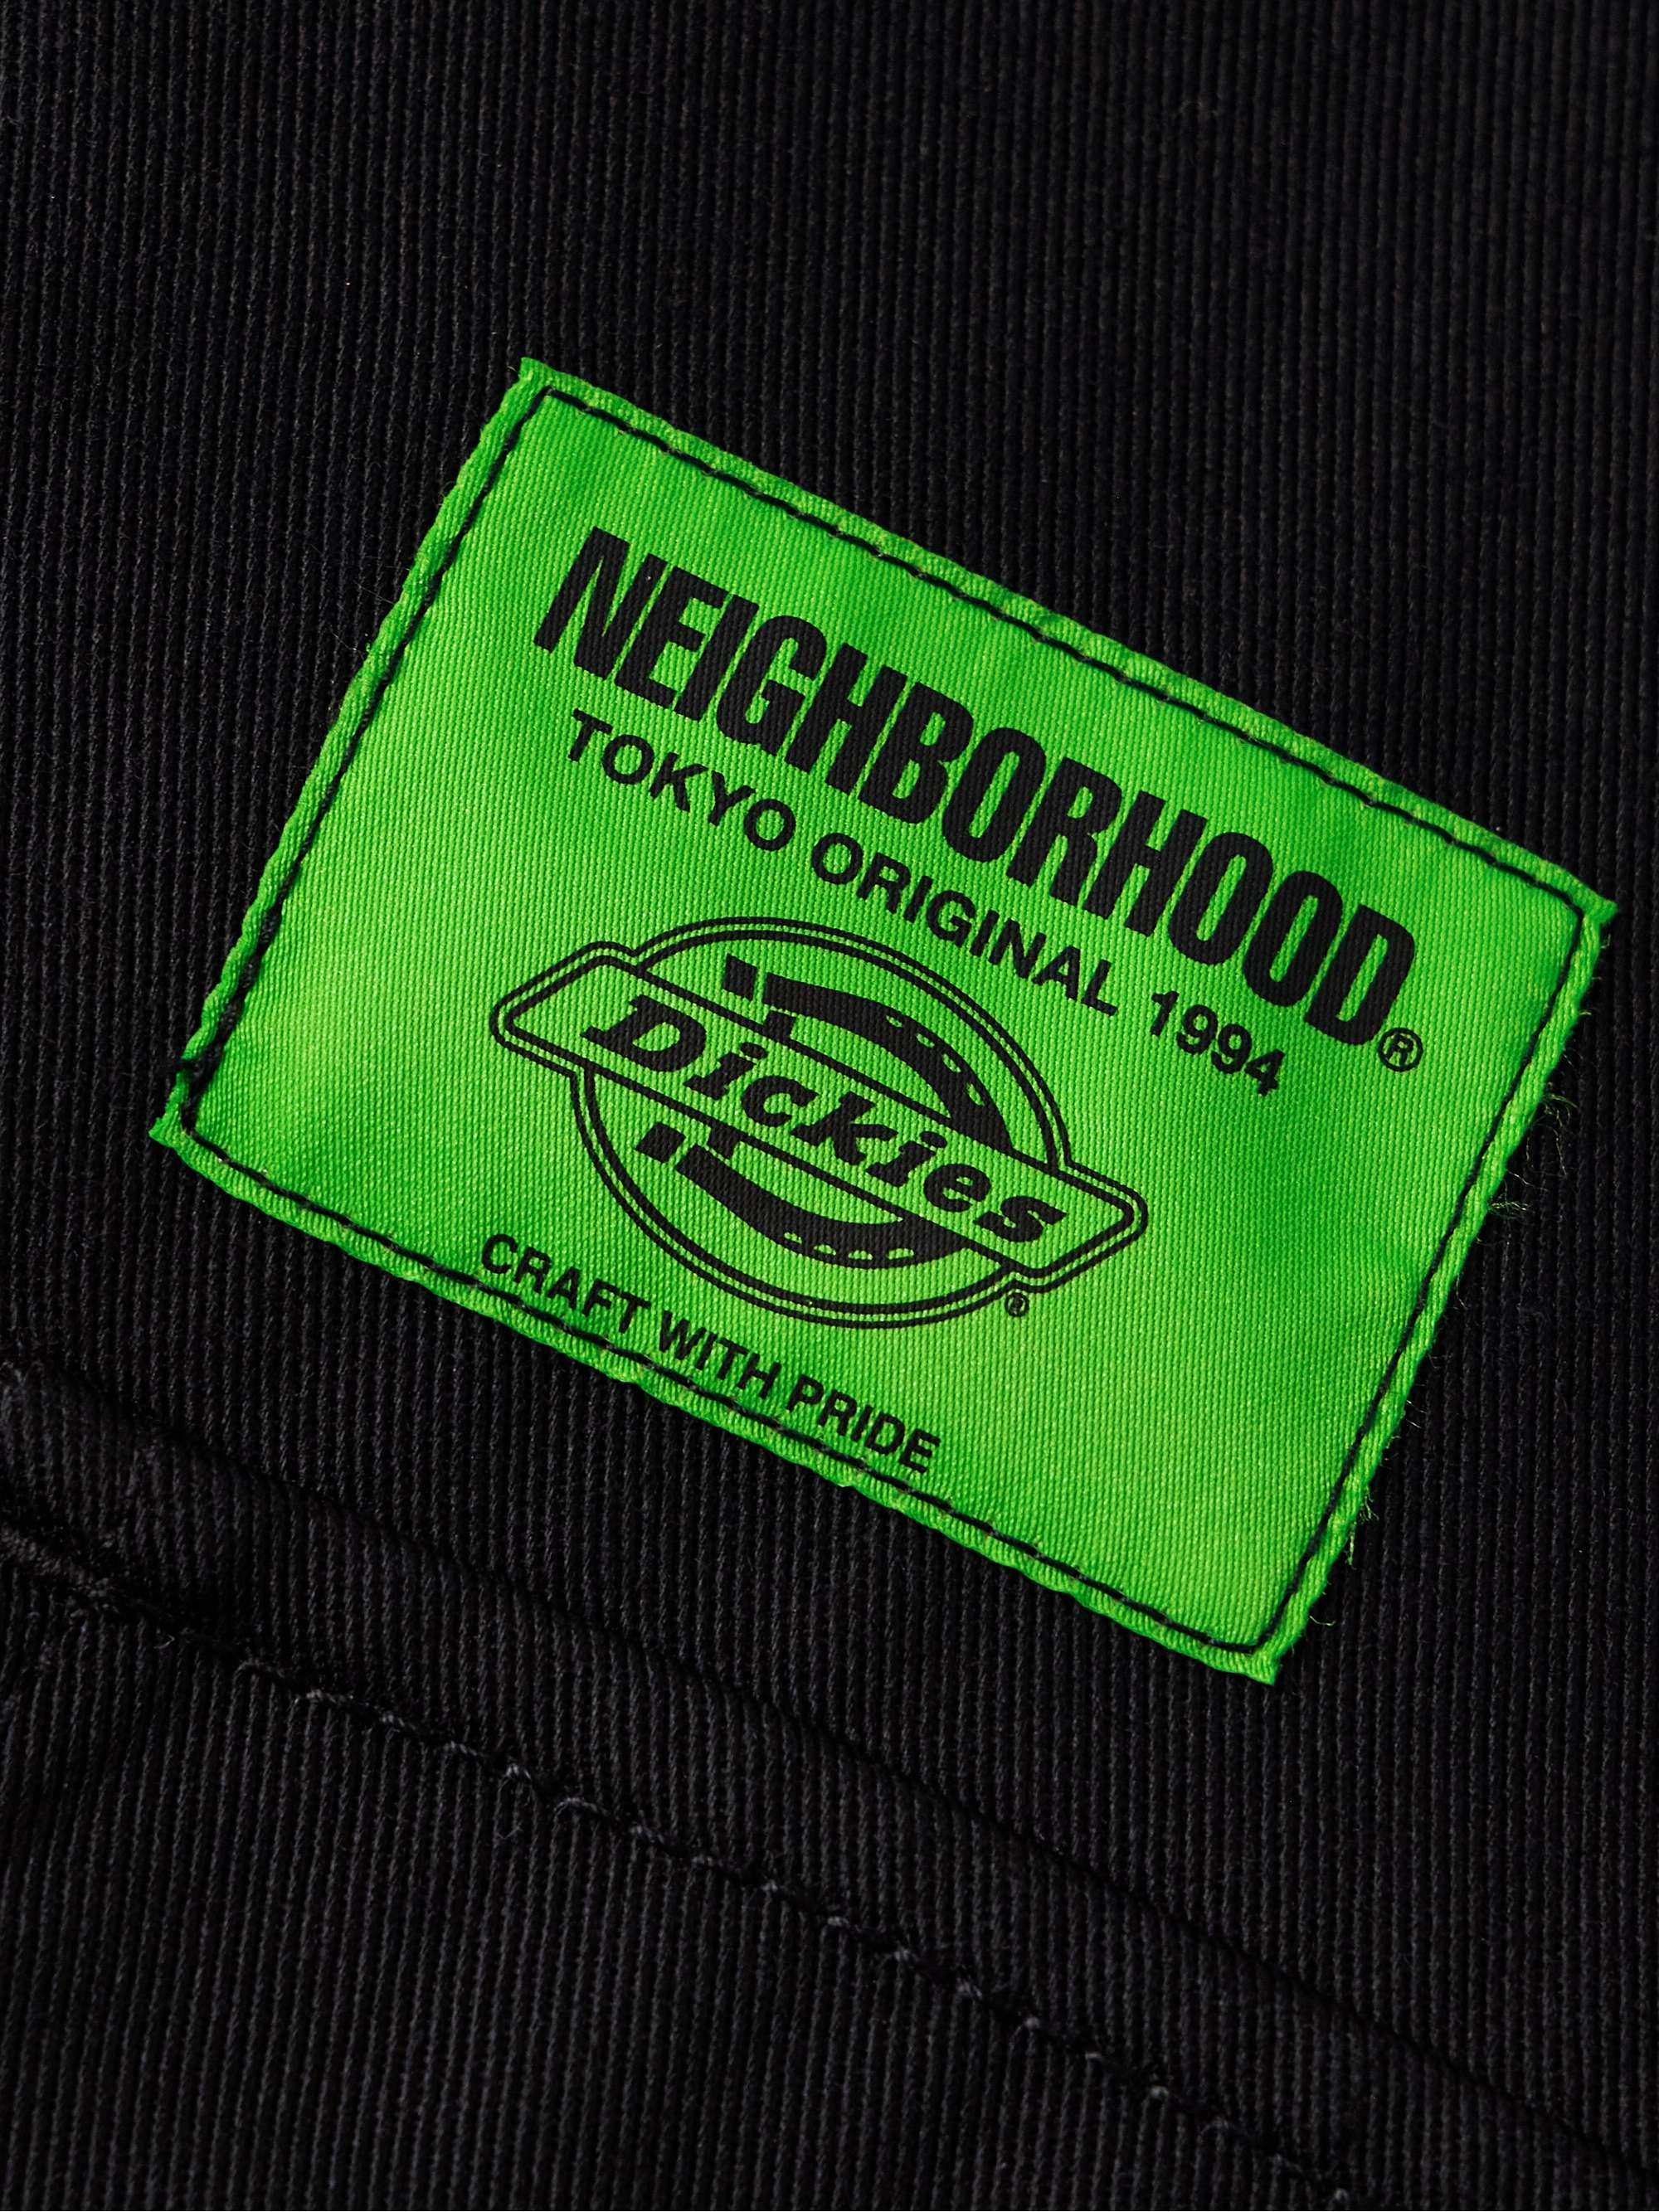 NEIGHBORHOOD®
TOKYO ORIGINAL 1994
Dickies®
CRAFT WITH PRIDE